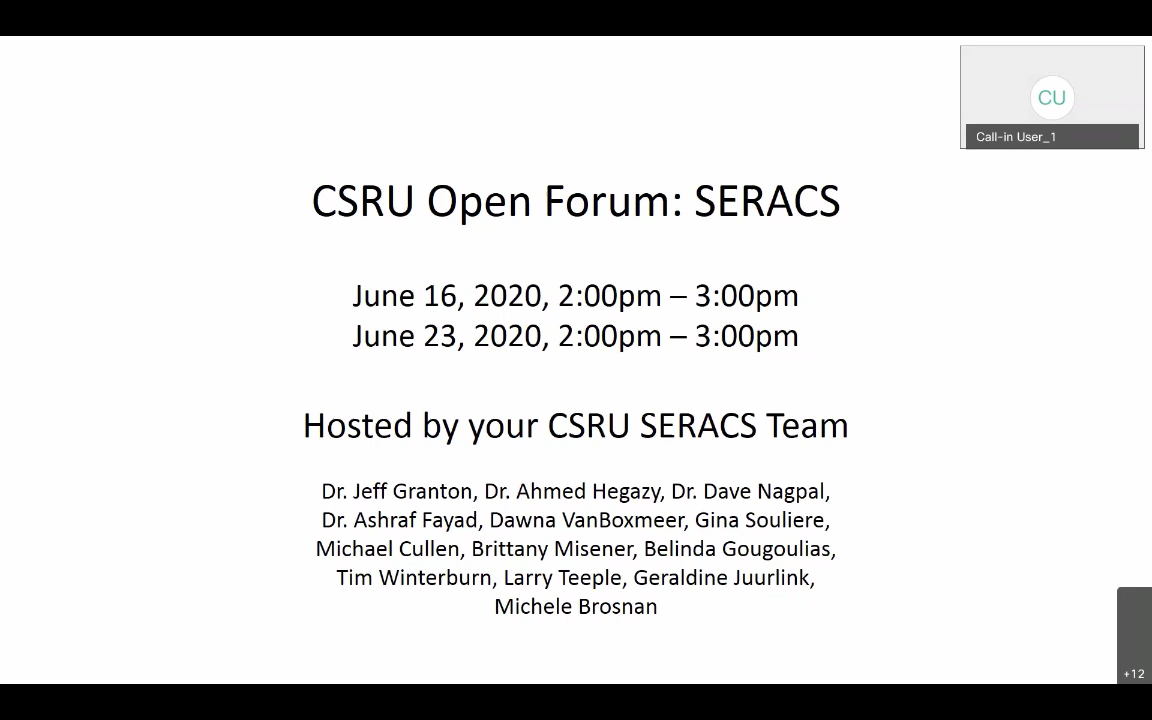 CU
Call-in User_1
CSRU Open Forum: SERACS
June 16, 2020, 2:00pm – 3:00pm
June 23, 2020, 2:00pm – 3:00pm
Hosted by your CSRU SERACS Team
Dr. Jeff Granton, Dr. Ahmed Hegazy, Dr. Dave Nagpal,
Dr. Ashraf Fayad, Dawna VanBoxmeer, Gina Souliere,
Michael Cullen, Brittany Misener, Belinda Gougoulias,
Tim Winterburn, Larry Teeple, Geraldine Juurlink,
Michele Brosnan
+12